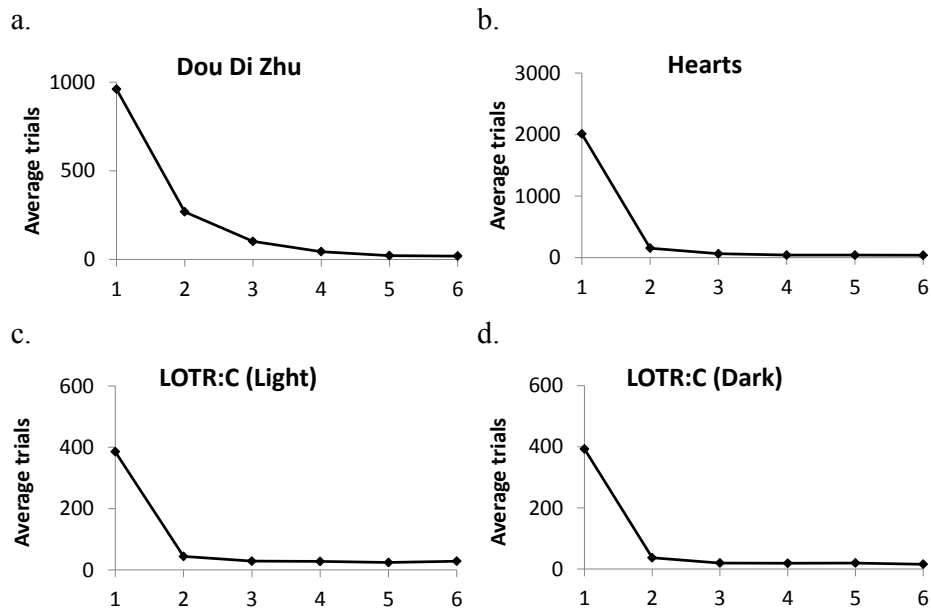 a.
Dou Di Zhu
Average trials
1000
500
0
1 2 3 4 5 6
b.
Hearts
Average trials
3000
2000
1000
0
1 2 3 4 5 6
c.
LOTR:C (Light)
Average trials
600
400
200
0
1 2 3 4 5 6
d.
LOTR:C (Dark)
Average trials
600
400
200
0
1 2 3 4 5 6